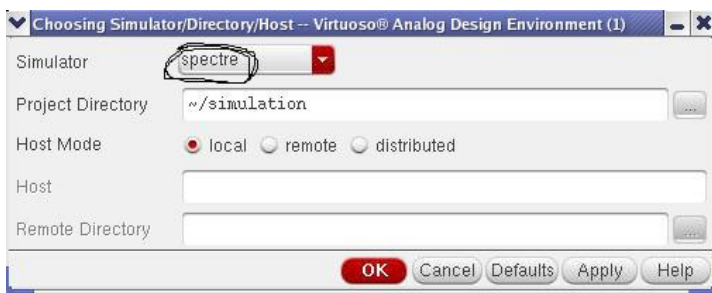 Choosing Simulator/Directory/Host -- Virtuoso® Analog Design Environment (1)
Simulator spectre
Project Directory ~/simulation ...
Host Mode local remote distributed
Host
Remote Directory ...
OK Cancel Defaults Apply Help